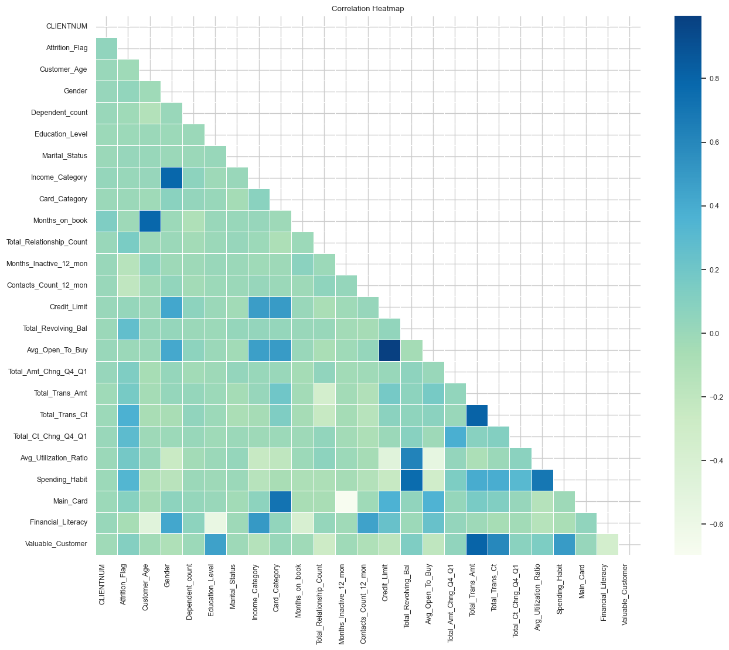 Correlation Heatmap
CLIENTNUM
Attrition_Flag
Customer_Age
Gender
Dependent_count
Education_Level
Marital_Status
Income_Category
Card_Category
Months_on_book
Total_Relationship_Count
Months_Inactive_12_mon
Contacts_Count_12_mon
Credit_Limit
Total_Revolving_Bal
Avg_Open_To_Buy
Total_Amt_Chng_Q4_Q1
Total_Trans_Amt
Total_Trans_Ct
Total_Ct_Chng_Q4_Q1
Avg_Utilization_Ratio
Spending_Habit
Main_Card
Financial_Literacy
Valuable_Customer
CLIENTNUM
Attrition_Flag
Customer_Age
Gender
Dependent_count
Education_Level
Marital_Status
Income_Category
Card_Category
Months_on_book
Total_Relationship_Count
Months_Inactive_12_mon
Contacts_Count_12_mon
Credit_Limit
Total_Revolving_Bal
Avg_Open_To_Buy
Total_Amt_Chng_Q4_Q1
Total_Trans_Amt
Total_Trans_Ct
Total_Ct_Chng_Q4_Q1
Avg_Utilization_Ratio
Spending_Habit
Main_Card
Financial_Literacy
Valuable_Customer
0.8
0.6
0.4
0.2
0.0
−0.2
−0.4
−0.6